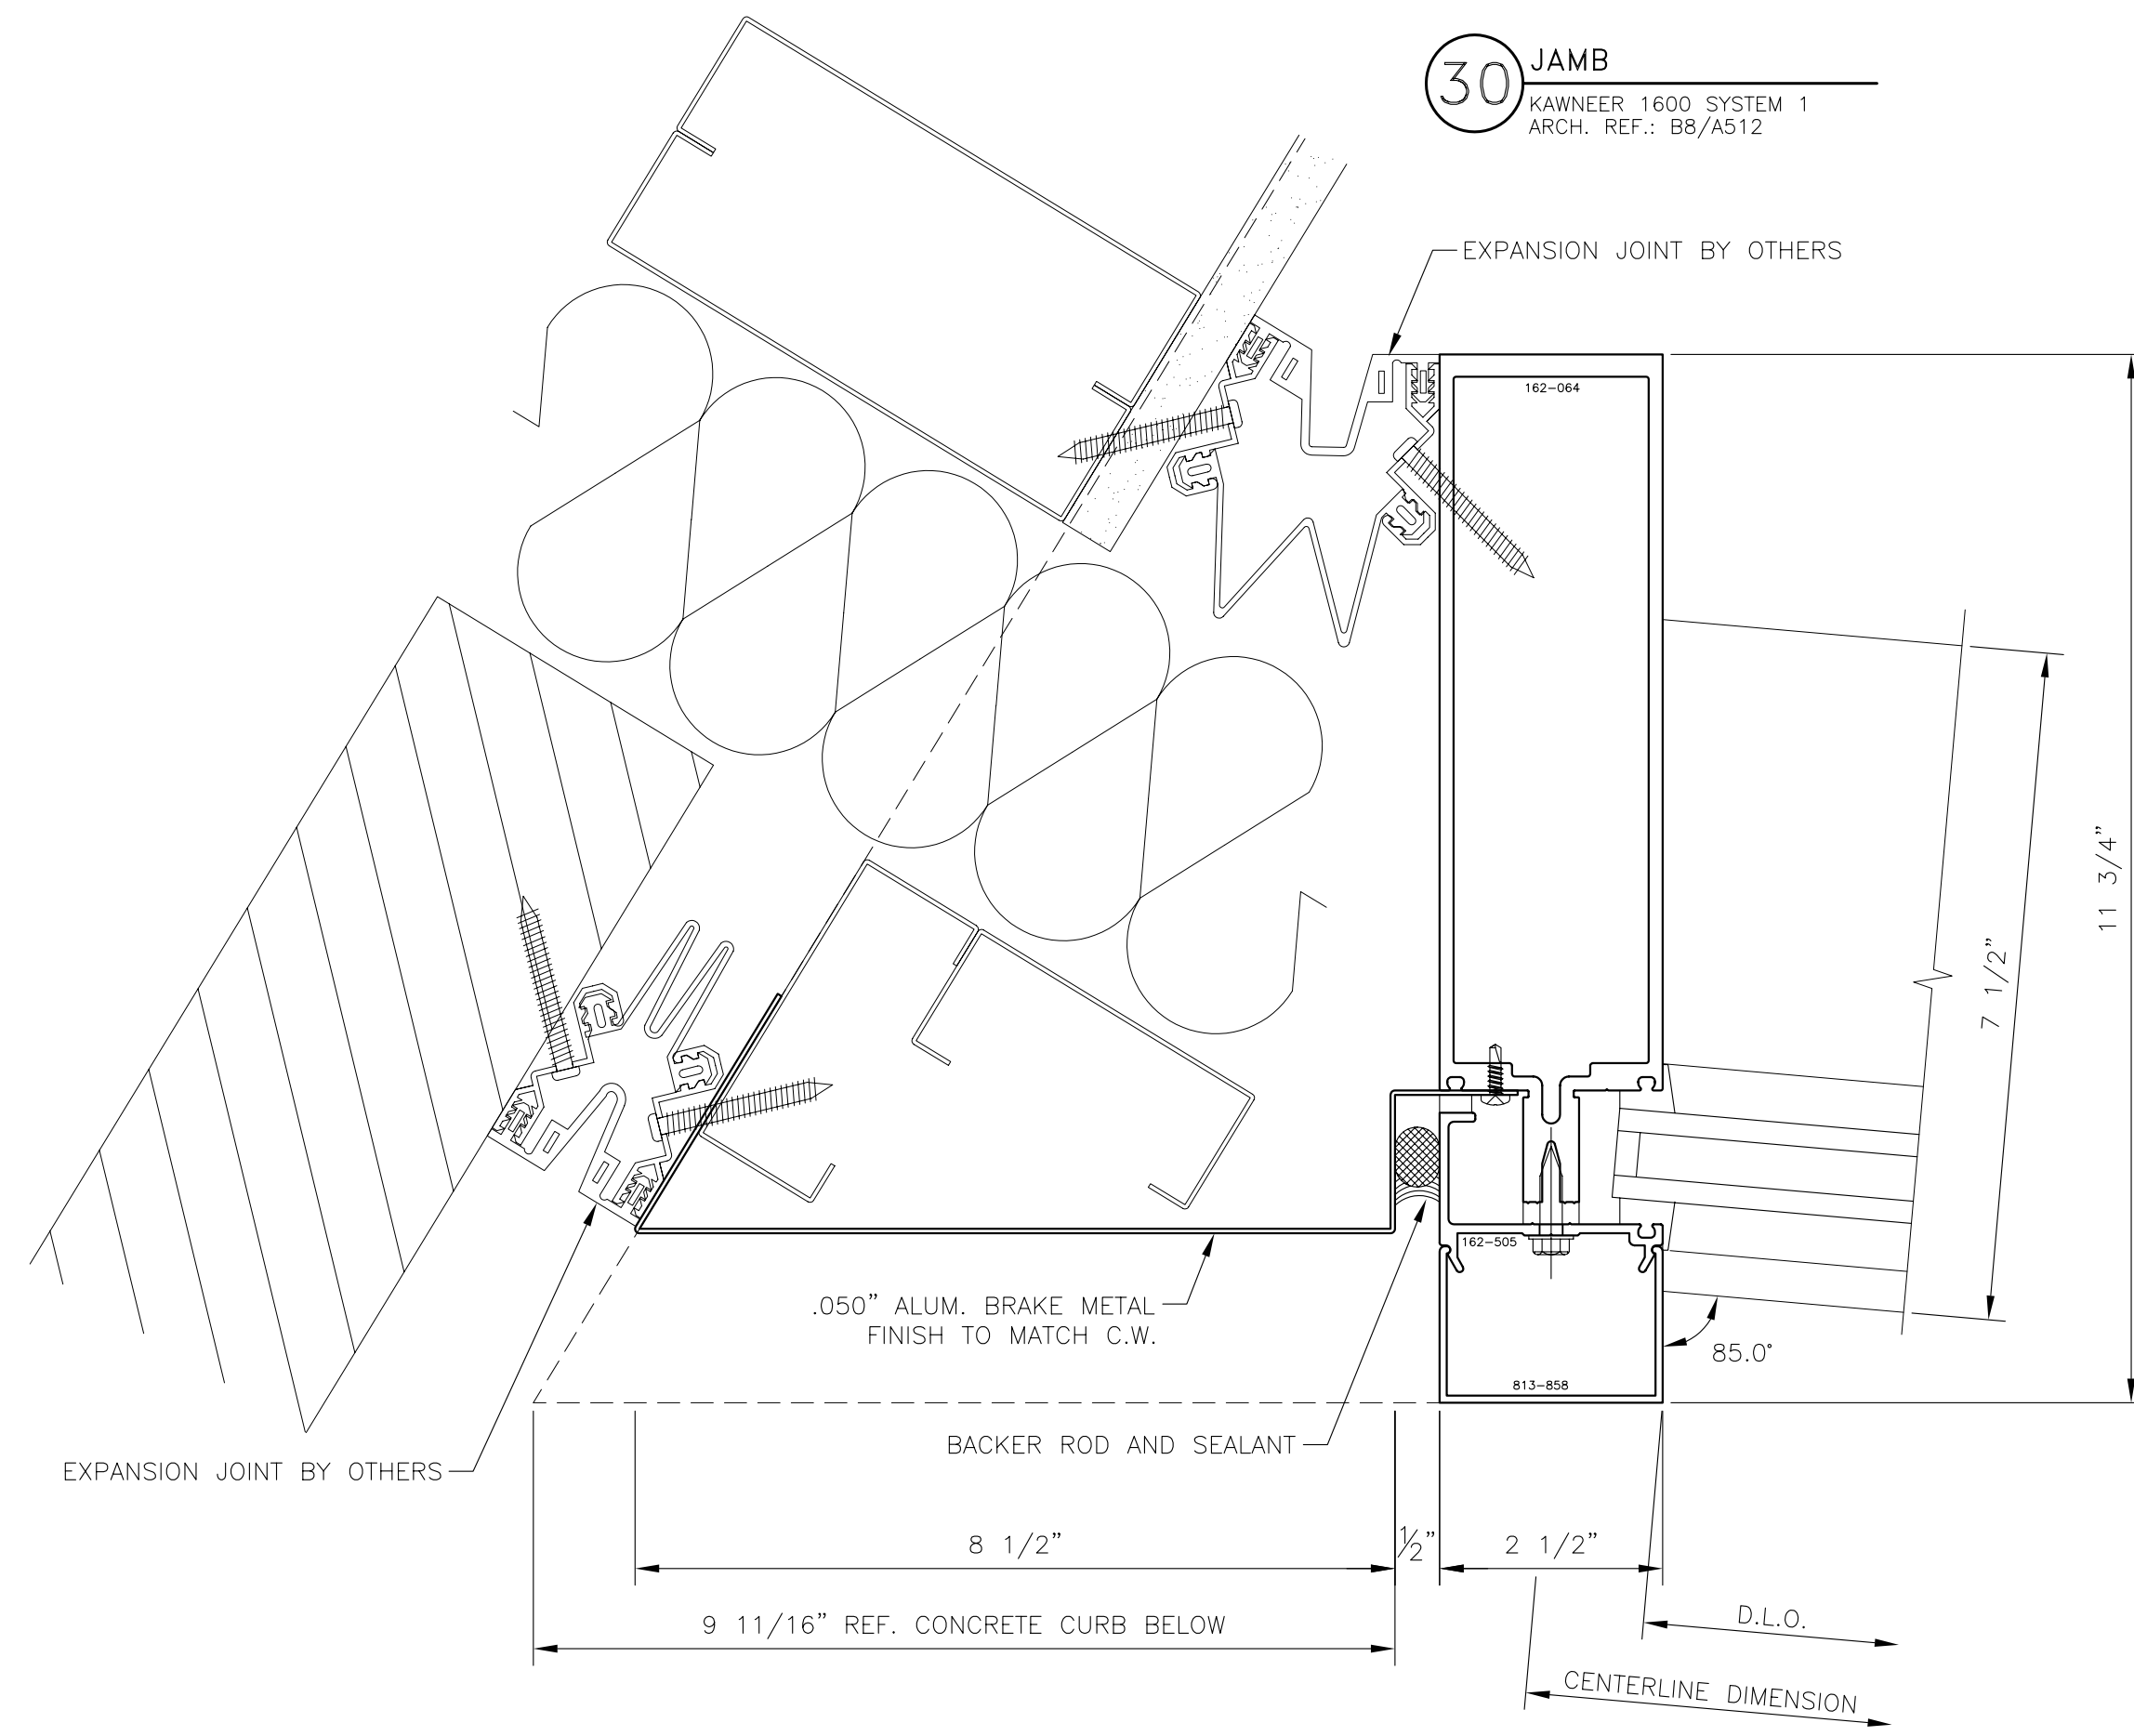 30
JAMB
KAWNEER 1600 SYSTEM 1
ARCH. REF.: B8/A512
EXPANSION JOINT BY OTHERS
162-064
11 3/4"
7 1/2"
162-505
.050" ALUM. BRAKE METAL
FINISH TO MATCH C.W.
85.0°
813-858
BACKER ROD AND SEALANT
EXPANSION JOINT BY OTHERS
8 1/2"
1/2"
2 1/2"
9 11/16" REF. CONCRETE CURB BELOW
D.L.O.
CENTERLINE DIMENSION